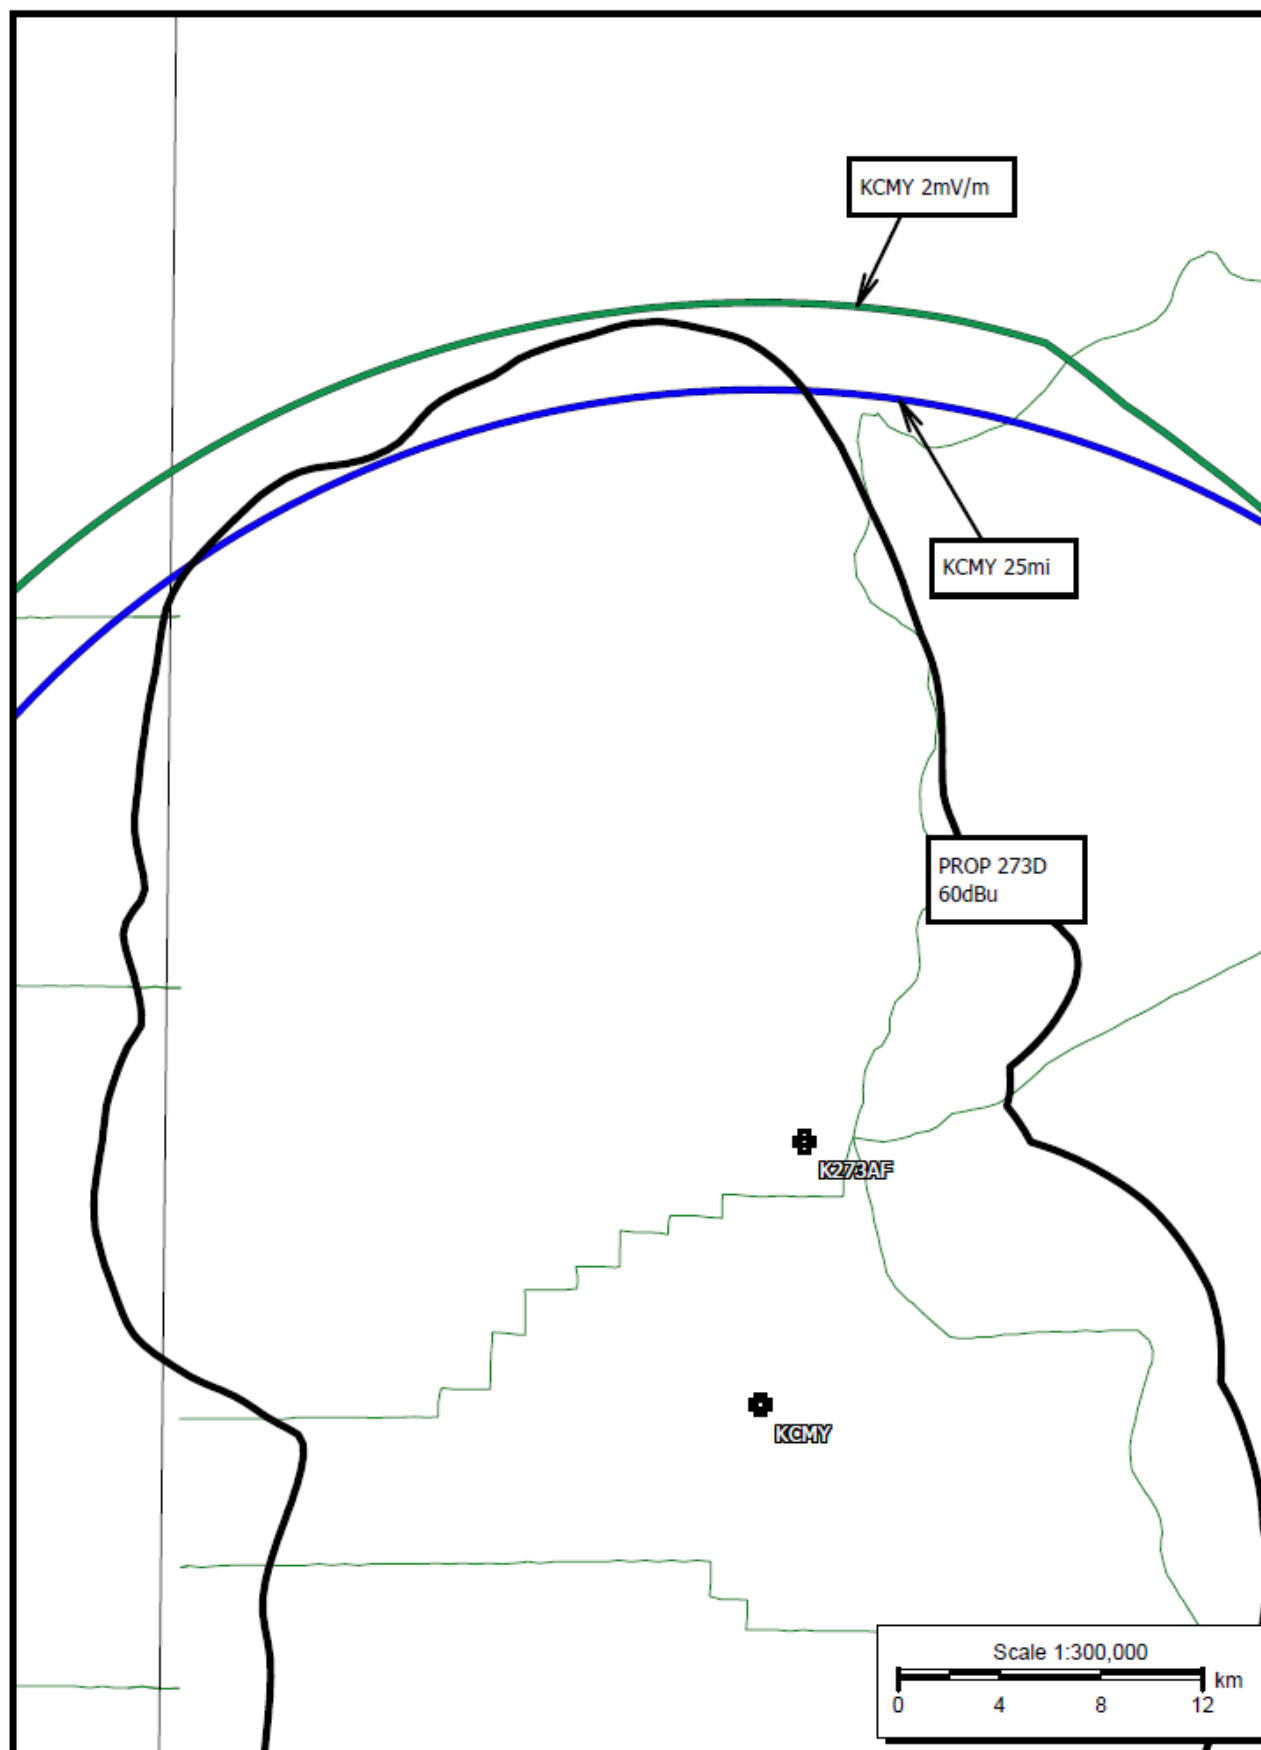 KCMY 2mV/m
KCMY 25mi
PROP 273D
60dBu
K273AF
KCMY
Scale 1:300,000
km
0 4 8 12